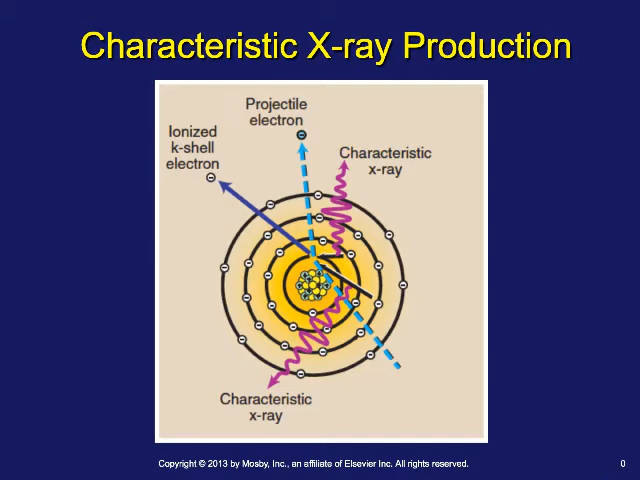 Characteristic X-ray Production
Projectile
electron
Ionized
k-shell
electron
Characteristic
x-ray
Characteristic
x-ray
Copyright © 2013 by Mosby, Inc., an affiliate of Elsevier Inc. All rights reserved.
0